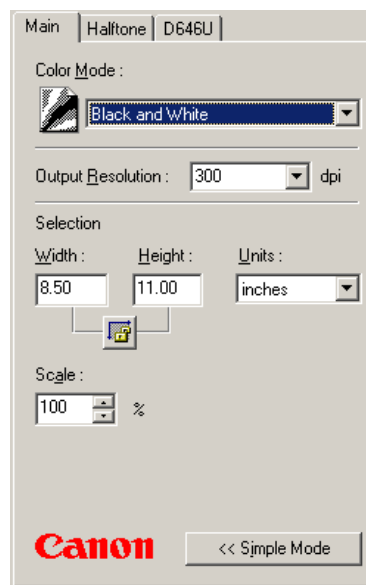 Main Halftone D646U
Color Mode :
Black and White
Output Resolution : 300 dpi
Selection
Width : Height : Units :
8.50 11.00 inches
Scale :
100 %
Canon << Simple Mode